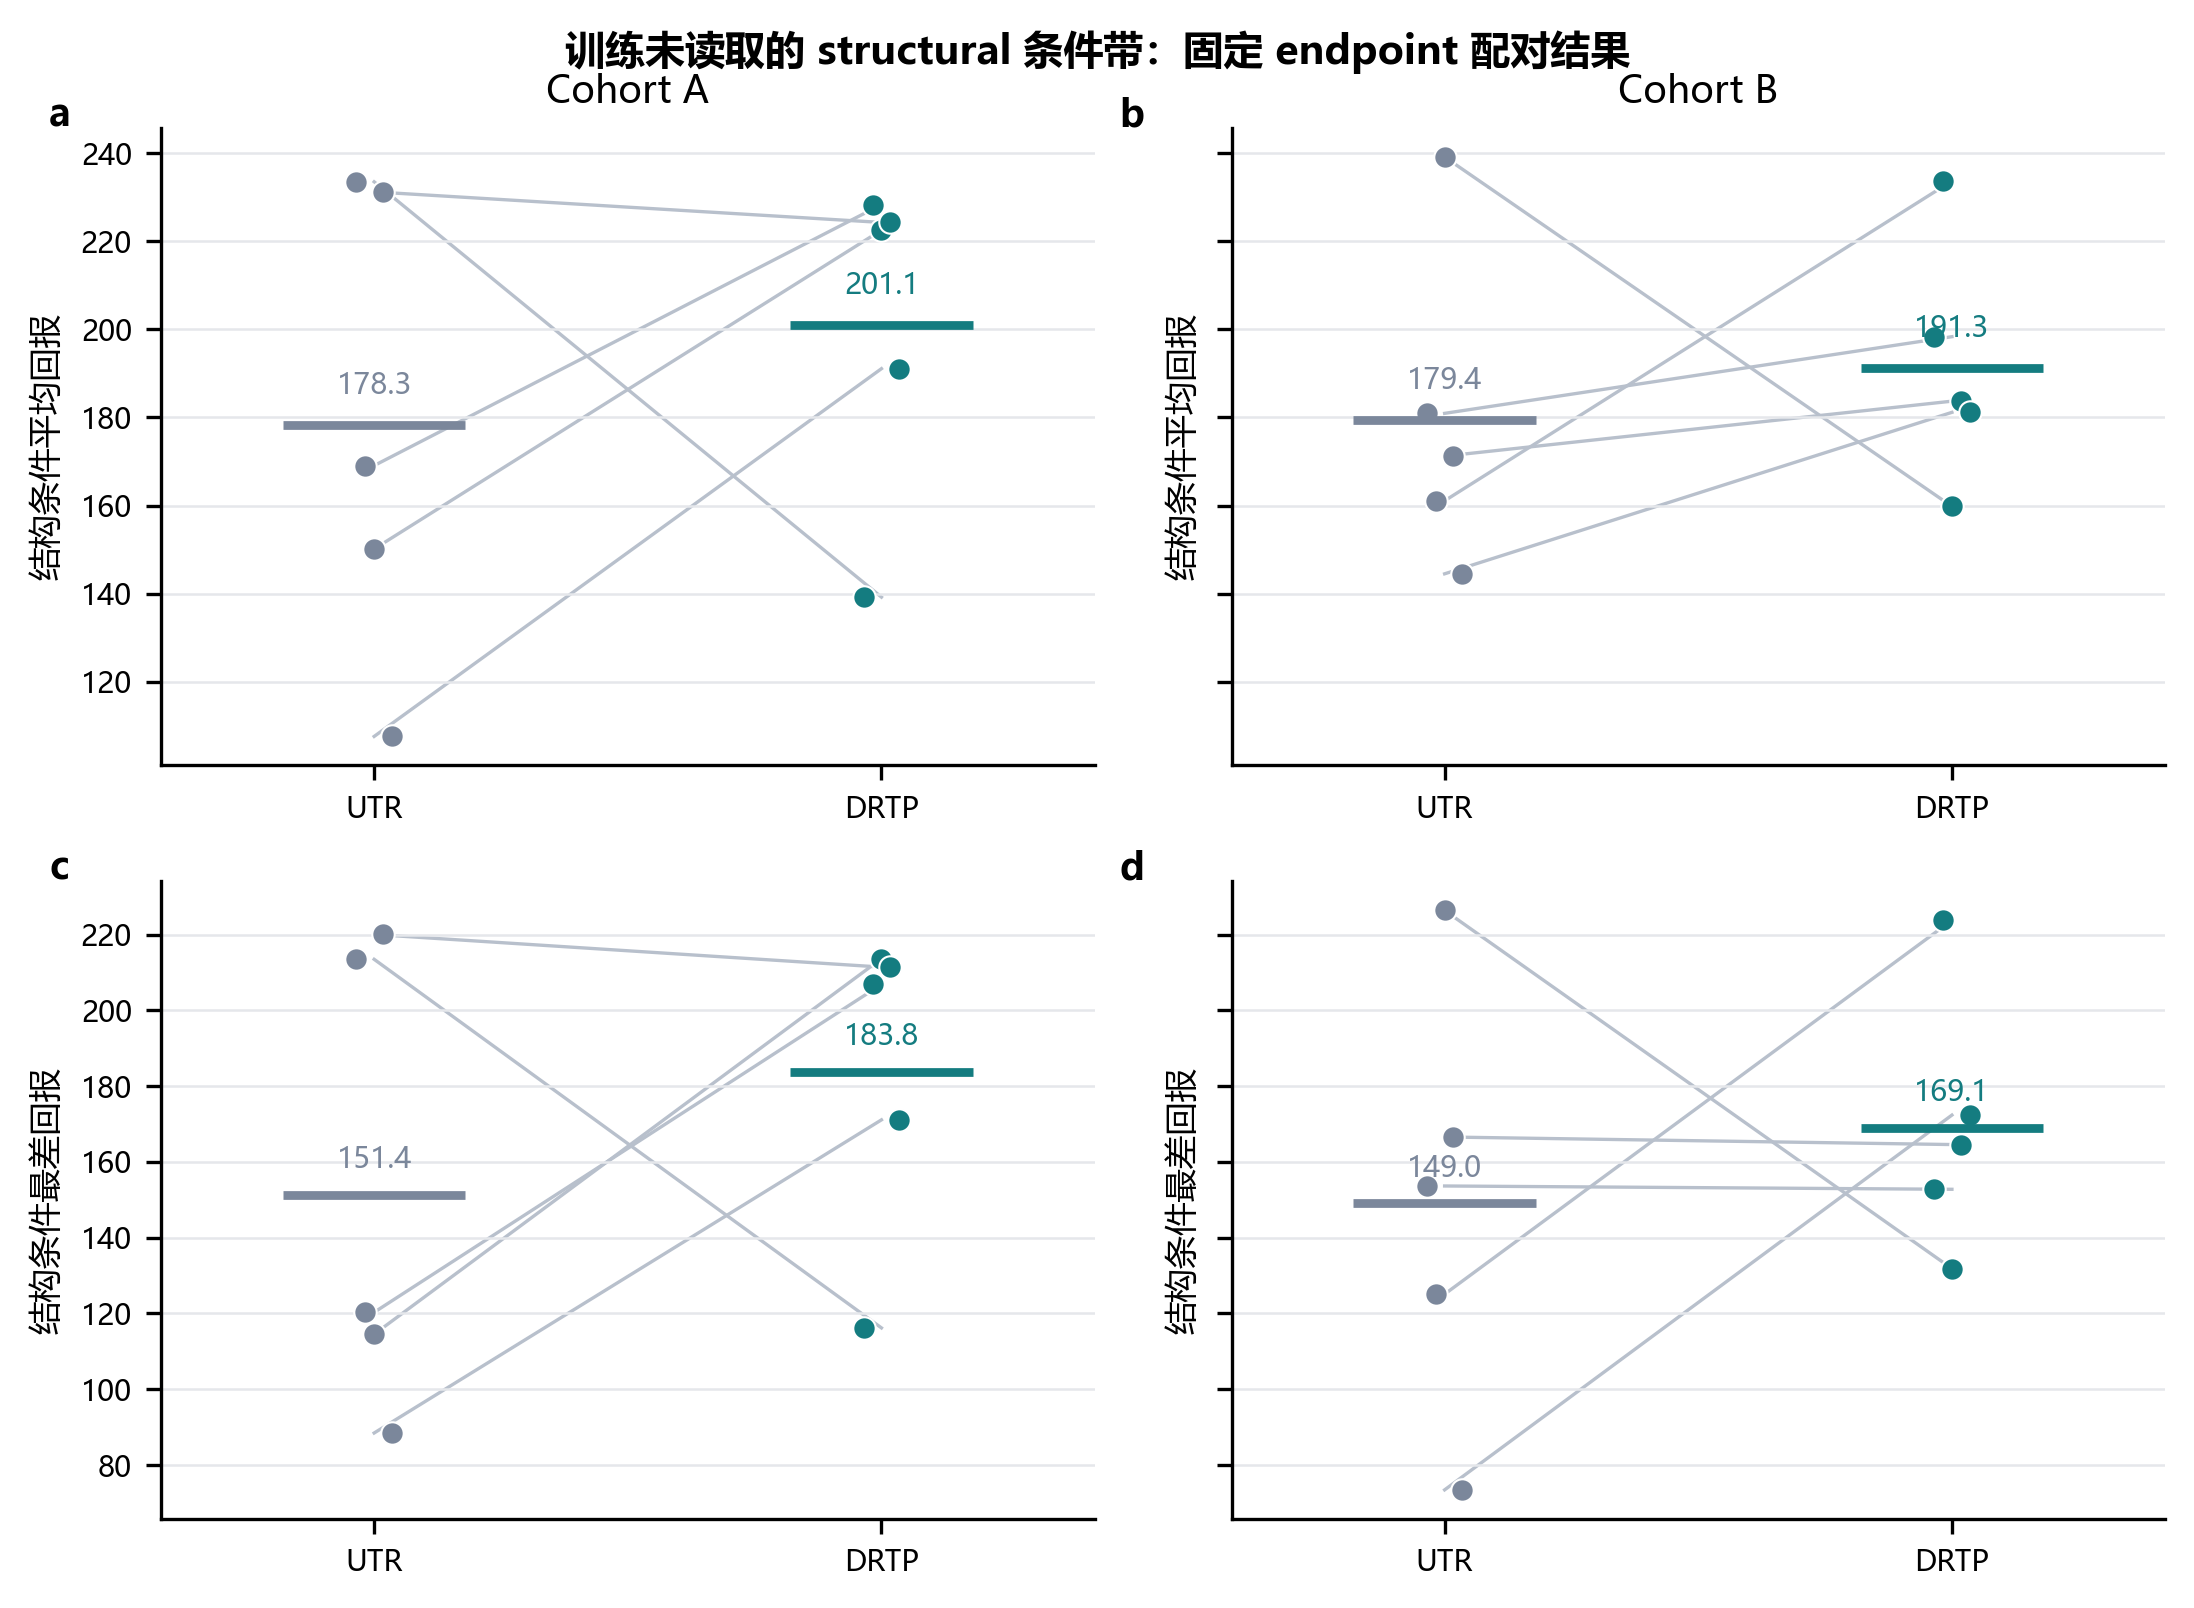 训练未读取的 structural 条件带：固定 endpoint 配对结果
Cohort A
Cohort B
a
b
240
220
200
180
160
140
120
结构条件平均回报
178.3
201.1
UTR
DRTP
结构条件平均回报
179.4
191.3
UTR
DRTP
c
d
220
200
180
160
140
120
100
80
结构条件最差回报
151.4
183.8
UTR
DRTP
结构条件最差回报
149.0
169.1
UTR
DRTP